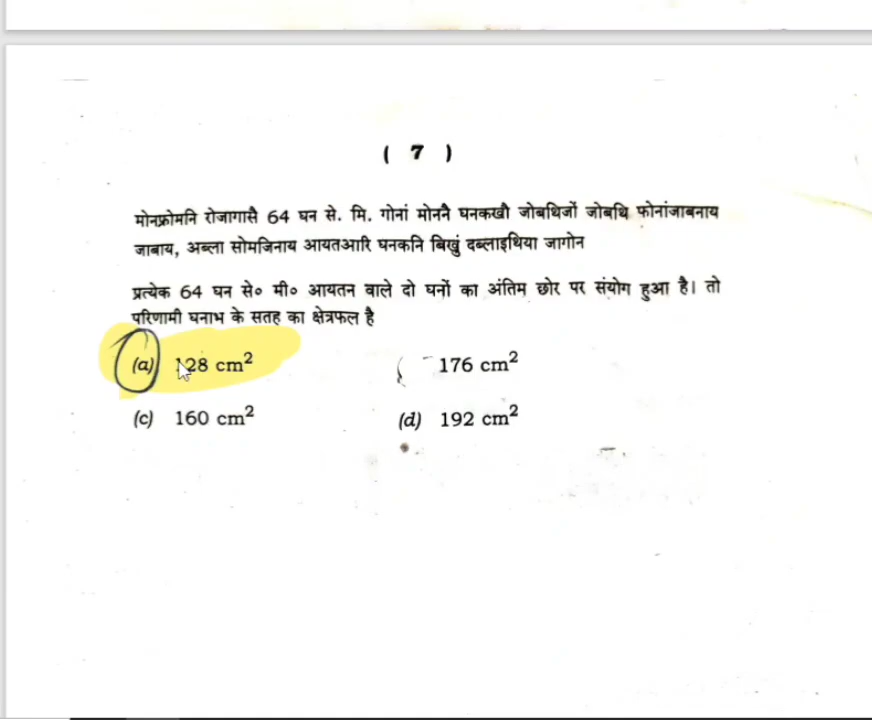 ( 7 )
मोनफ्रोमनि रोजागासै 64 घन से. मि. गोनां मोननै घनकखौ जोबथिजों जोबथि फोनांजाबनाय
जाबाय, अब्ला सोमजिनाय आयतआरि घनकनि बिखुं दब्लाइथिया जागोन
प्रत्येक 64 घन से० मी० आयतन वाले दो घनों का अंतिम छोर पर संयोग हुआ है। तो
परिणामी घनाभ के सतह का क्षेत्रफल है
(a) 128 cm²
176 cm²
(c) 160 cm²
(d) 192 cm²